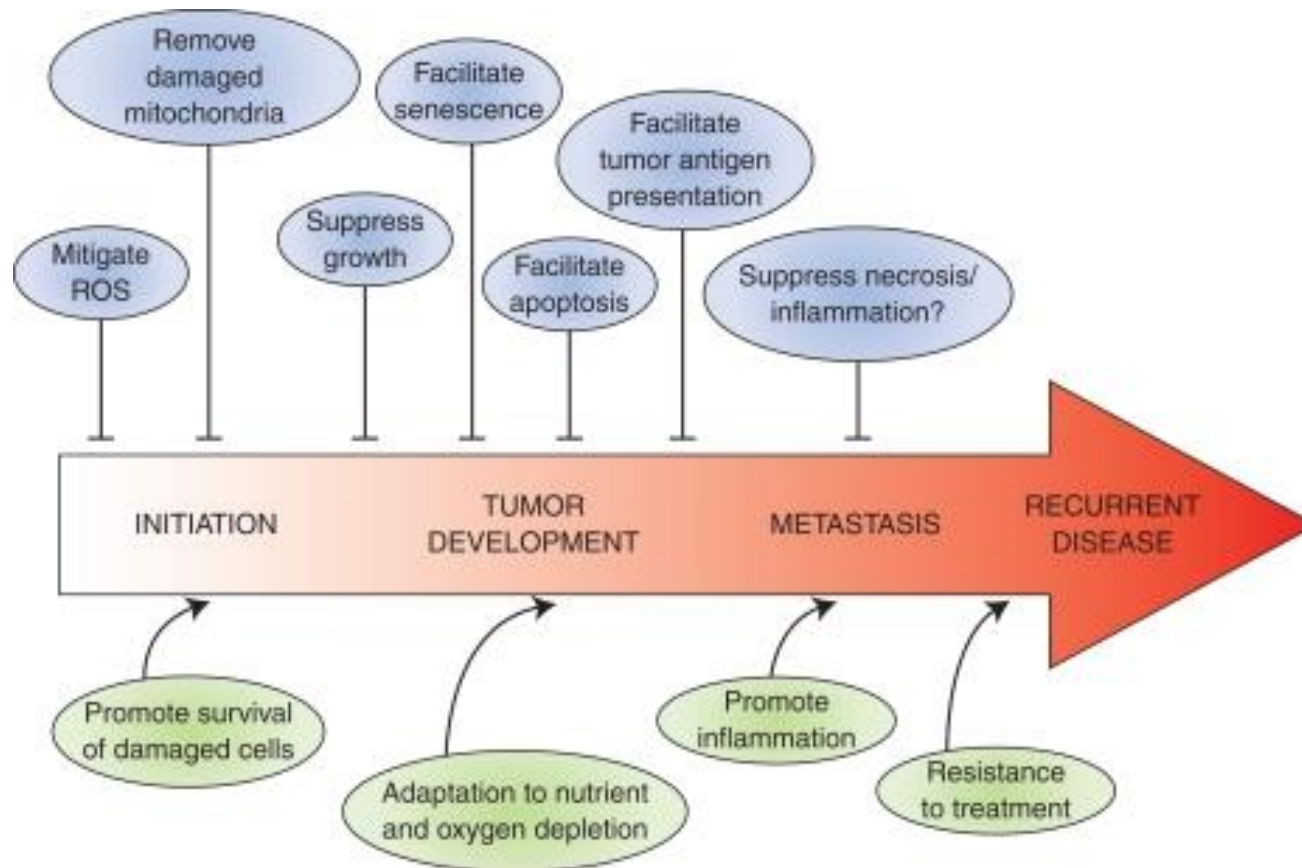 Remove
damaged
mitochondria
Facilitate
senescence
Facilitate
tumor antigen
presentation
Mitigate
ROS
Suppress
growth
Facilitate
apoptosis
Suppress necrosis/
inflammation?
INITIATION
TUMOR
DEVELOPMENT
METASTASIS
RECURRENT
DISEASE
Promote survival
of damaged cells
Adaptation to nutrient
and oxygen depletion
Promote
inflammation
Resistance
to treatment